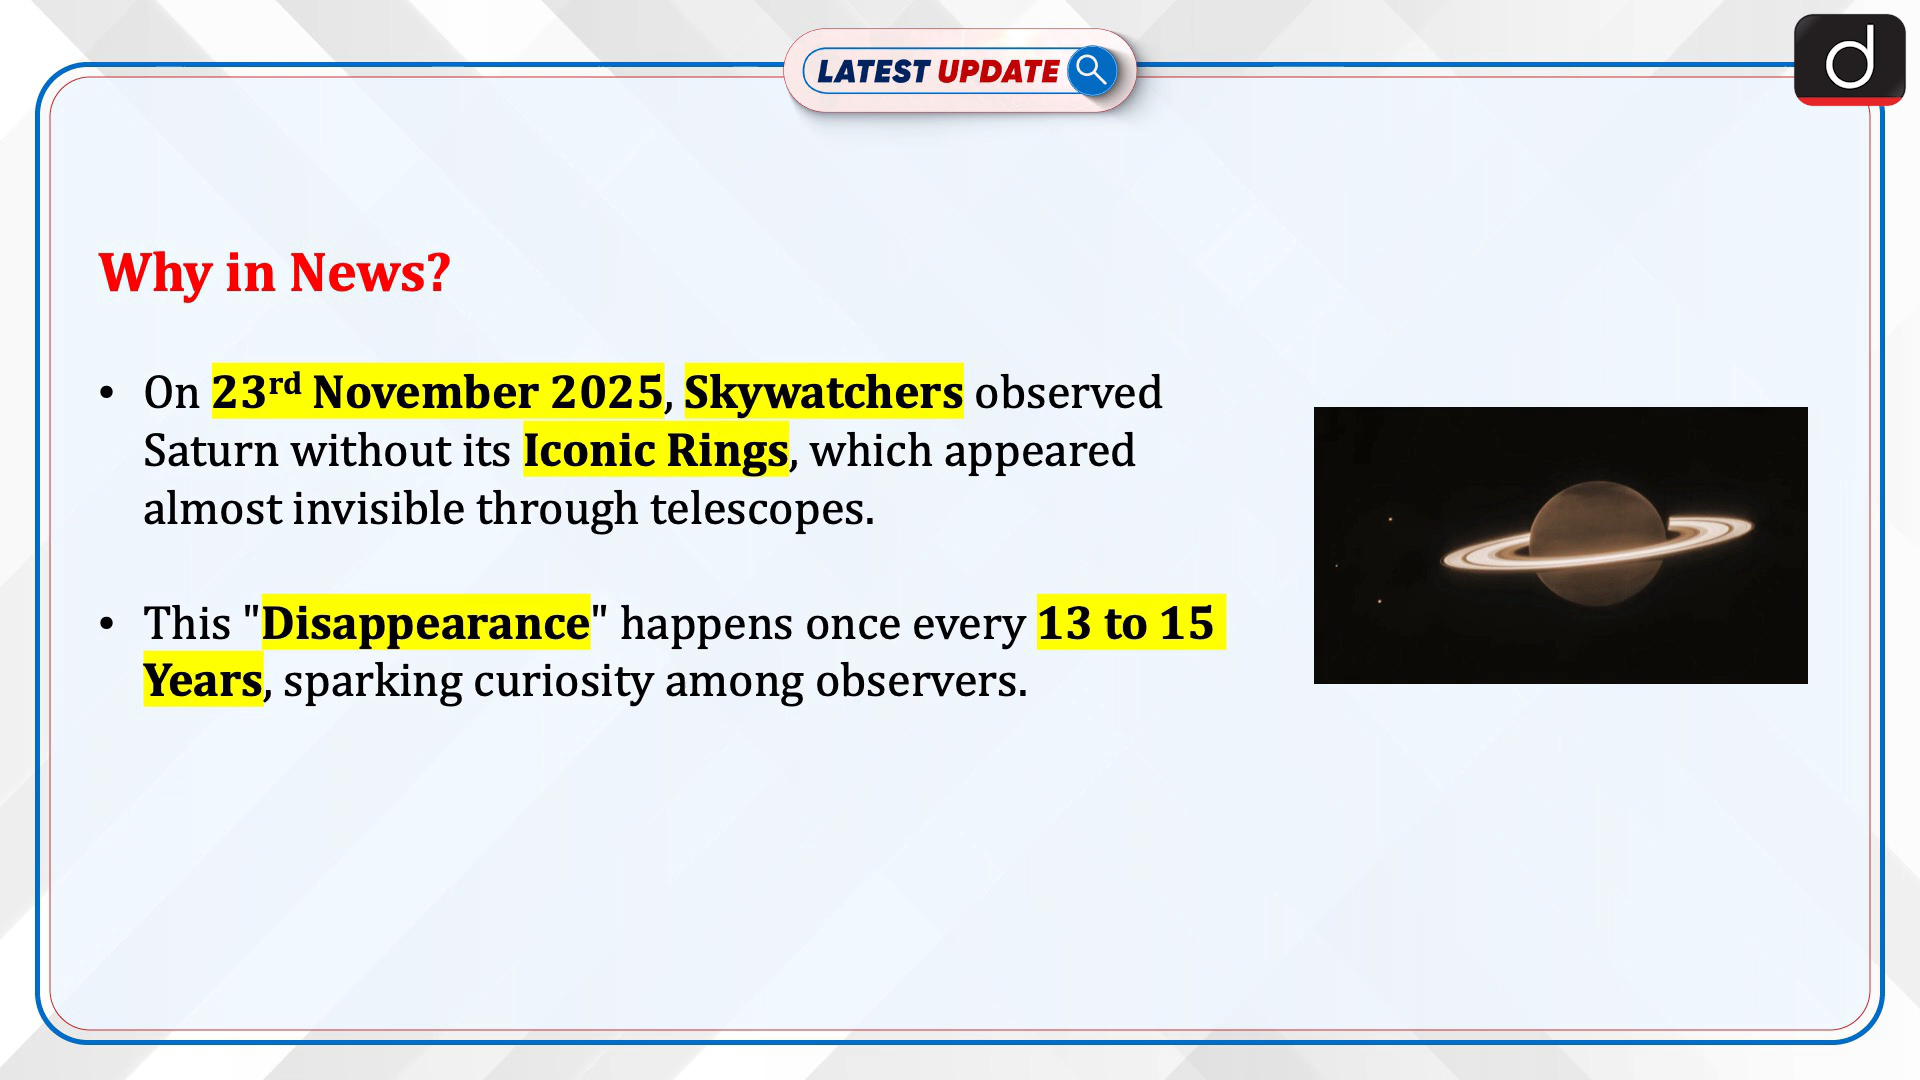 LATEST UPDATE
d
Why in News?
• On 23rd November 2025, Skywatchers observed
Saturn without its Iconic Rings, which appeared
almost invisible through telescopes.
• This "Disappearance" happens once every 13 to 15
Years, sparking curiosity among observers.